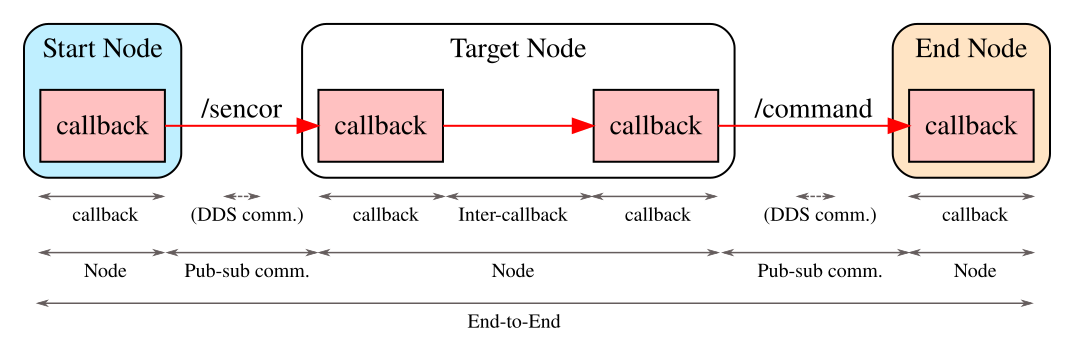 Start Node
Target Node
End Node
callback
/sencor
callback
callback
/command
callback
callback
(DDS comm.)
callback
Inter-callback
callback
(DDS comm.)
callback
Node
Pub-sub comm.
Node
Pub-sub comm.
Node
End-to-End